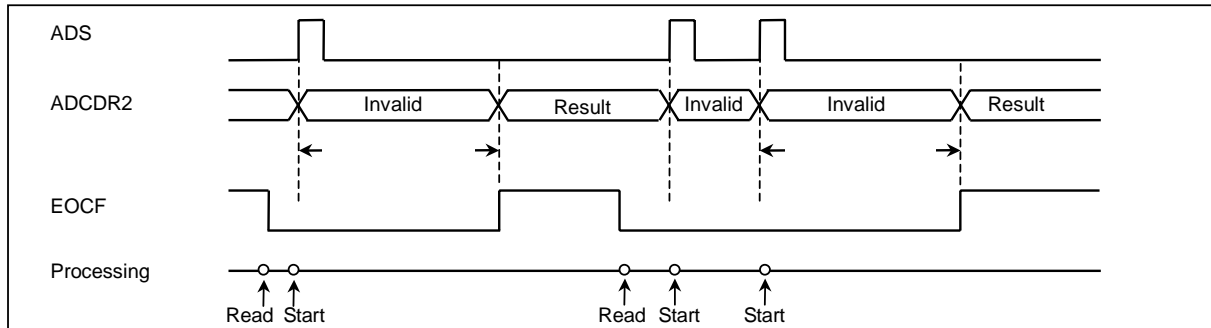 ADS
ADCDR2 Invalid Result Invalid Invalid Result
EOCF
Processing
Read Start Read Start Start